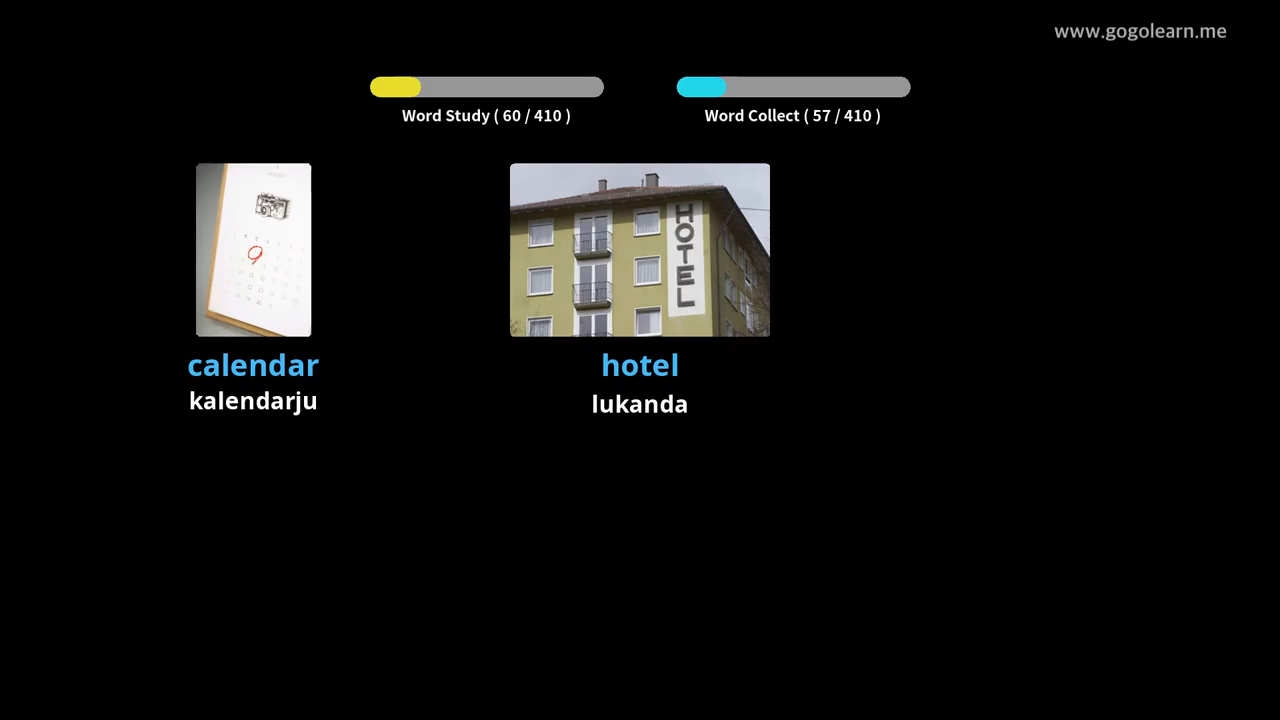 www.gogolearn.me
Word Study ( 60 / 410 )
Word Collect ( 57 / 410 )
HOTEL
calendar
hotel
kalendarju
lukanda